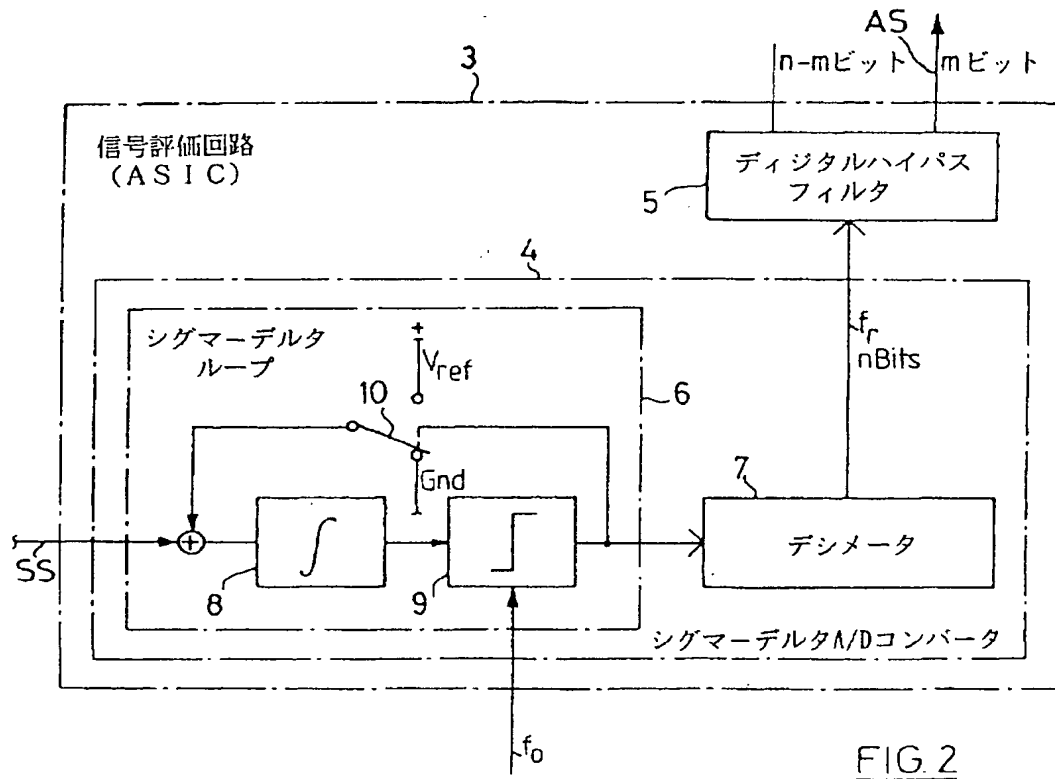 AS
n-mビット
mビット
3
信号評価回路
(ASIC)
ディジタルハイパス
フィルタ
5
4
fr
nBits
シグマーデルタ
ループ
+
Vref
10
6
Gnd
7
デシメータ
SS
+
∫
8
9
シグマーデルタA/Dコンバータ
f0
FIG. 2